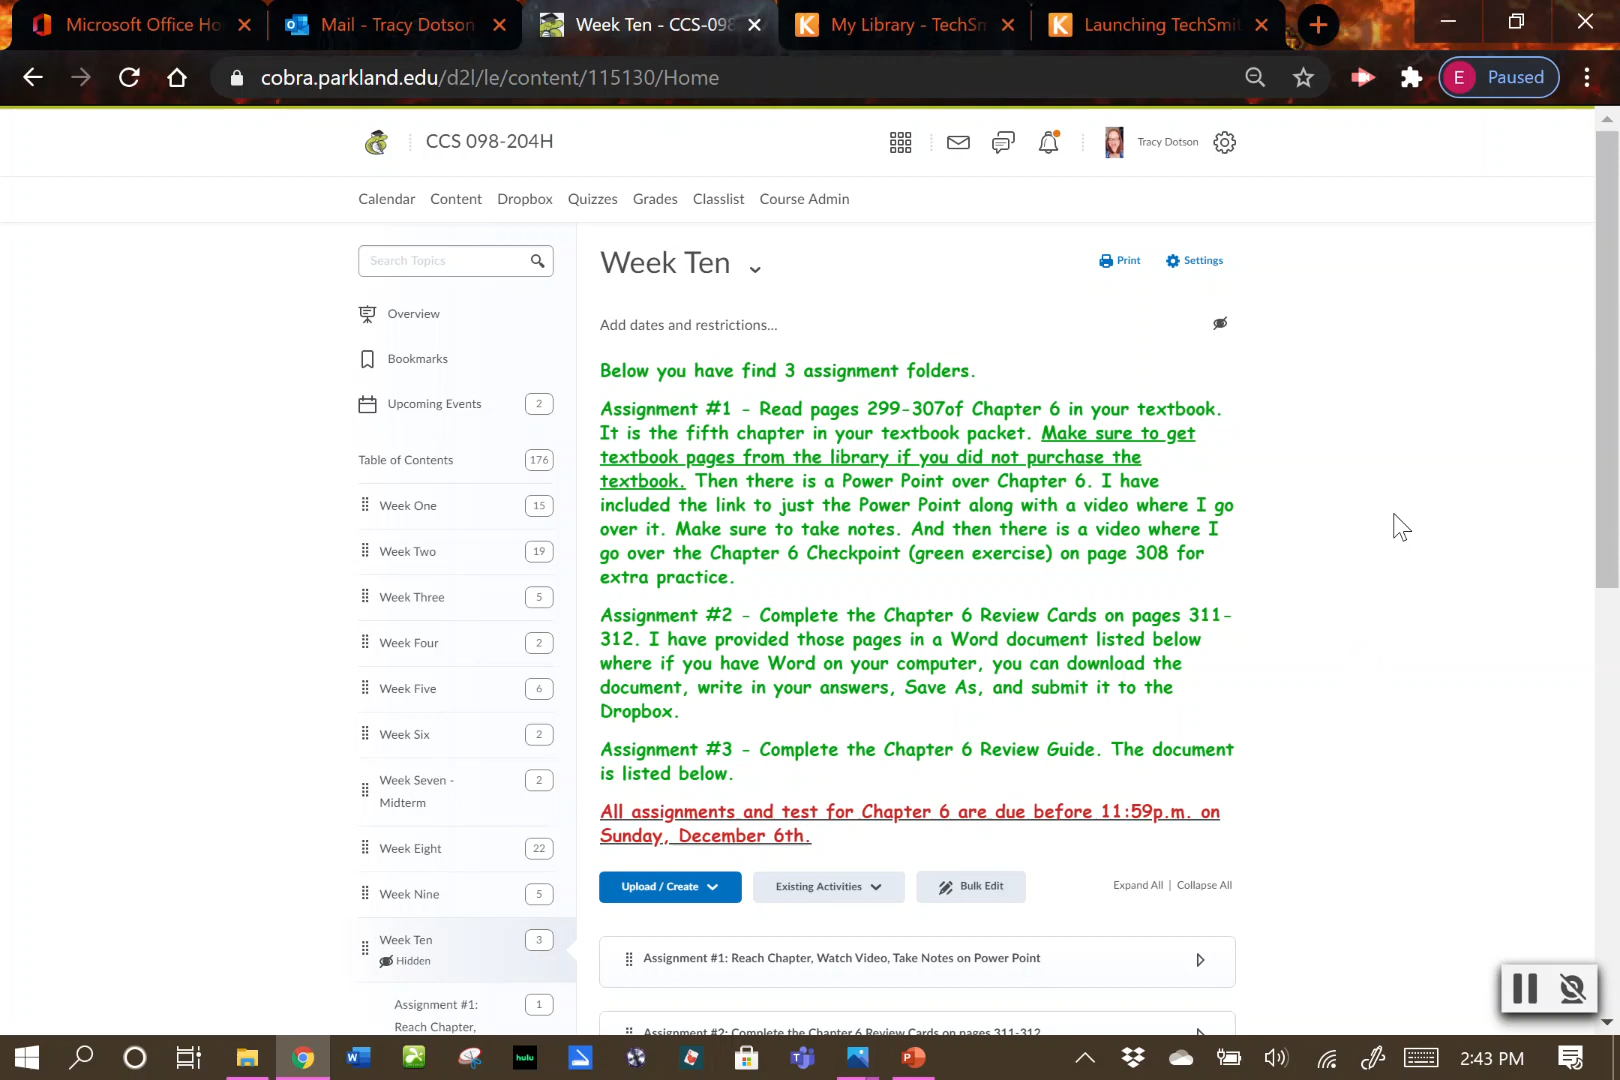 Microsoft Office Ho
Mail - Tracy Dotson
Week Ten - CCS-098
My Library - TechSm
Launching TechSmit
cobra.parkland.edu/d2l/le/content/115130/Home
E Paused
CCS 098-204H
Tracy Dotson
Calendar Content Dropbox Quizzes Grades Classlist Course Admin
Search Topics
Overview
Bookmarks
Upcoming Events 2
Table of Contents 176
Week One 15
Week Two 19
Week Three 5
Week Four 2
Week Five 6
Week Six 2
Week Seven -
Midterm
2
Week Eight 22
Week Nine 5
Week Ten 3
Hidden
Assignment #1: 1
Reach Chapter,
Week Ten
Print Settings
Add dates and restrictions...
Below you have find 3 assignment folders.
Assignment #1 - Read pages 299-307of Chapter 6 in your textbook.
It is the fifth chapter in your textbook packet. Make sure to get
textbook pages from the library if you did not purchase the
textbook. Then there is a Power Point over Chapter 6. I have
included the link to just the Power Point along with a video where I go
over it. Make sure to take notes. And then there is a video where I
go over the Chapter 6 Checkpoint (green exercise) on page 308 for
extra practice.
Assignment #2 - Complete the Chapter 6 Review Cards on pages 311-
312. I have provided those pages in a Word document listed below
where if you have Word on your computer, you can download the
document, write in your answers, Save As, and submit it to the
Dropbox.
Assignment #3 - Complete the Chapter 6 Review Guide. The document
is listed below.
All assignments and test for Chapter 6 are due before 11:59p.m. on
Sunday, December 6th.
Upload / Create Existing Activities Bulk Edit Expand All | Collapse All
Assignment #1: Reach Chapter, Watch Video, Take Notes on Power Point
Assignment #2: Complete the Chapter 6 Review Cards on pages 311-312
hulu
2:43 PM